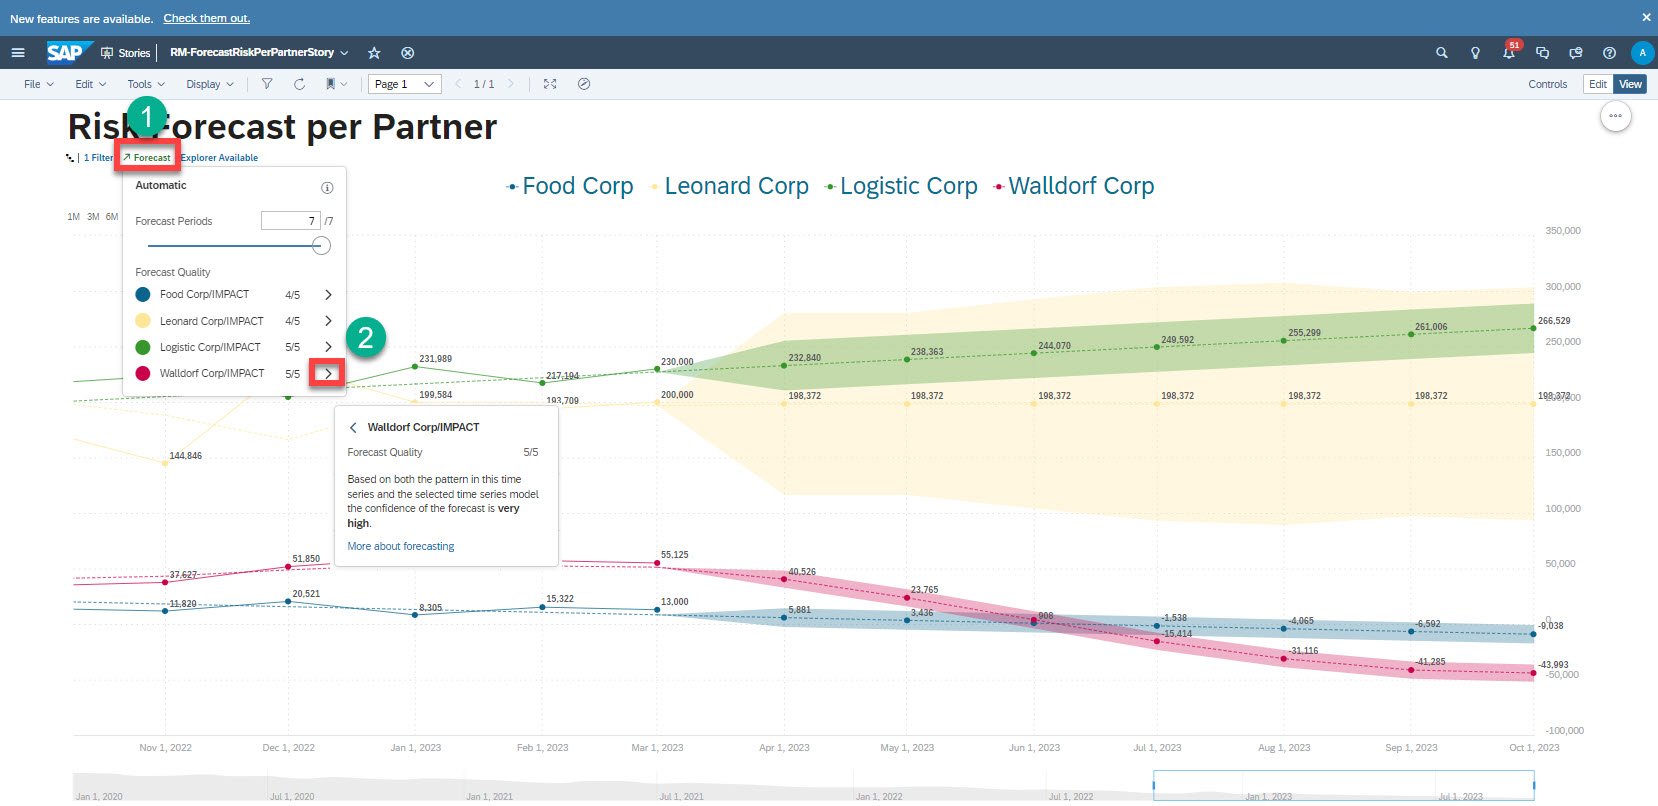 New features are available. Check them out.
SAP Stories RM-ForecastRiskPerPartnerStory
51
A
File Edit Tools Display Page 1 1 / 1 Controls Edit View
1
Risk Forecast per Partner
1 Filter Forecast Explorer Available
Automatic
Food Corp Leonard Corp Logistic Corp Walldorf Corp
1M 3M 6M
Forecast Periods 7 /7
Forecast Quality
Food Corp/IMPACT 4/5
Leonard Corp/IMPACT 4/5
Logistic Corp/IMPACT 5/5
Walldorf Corp/IMPACT 5/5
2
Walldorf Corp/IMPACT
Forecast Quality 5/5
Based on both the pattern in this time
series and the selected time series model
the confidence of the forecast is very
high.
More about forecasting
350,000
300,000
250,000
200,000
150,000
100,000
50,000
0
-50,000
-100,000
231,989 217,194 230,000 232,840 238,363 244,070 249,592 255,299 261,006 266,529
144,846 199,584 193,709 200,000 198,372 198,372 198,372 198,372 198,372 198,372 198,372
37,627 51,850 55,125 40,526 23,765 908 -15,414 -31,116 -41,285 -43,993
11,820 20,521 8,305 15,322 13,000 5,881 3,436 -1,538 -4,065 -6,592 -9,038
Nov 1, 2022 Dec 1, 2022 Jan 1, 2023 Feb 1, 2023 Mar 1, 2023 Apr 1, 2023 May 1, 2023 Jun 1, 2023 Jul 1, 2023 Aug 1, 2023 Sep 1, 2023 Oct 1, 2023
Jan 1, 2020 Jul 1, 2020 Jan 1, 2021 Jul 1, 2021 Jan 1, 2022 Jul 1, 2022 Jan 1, 2023 Jul 1, 2023